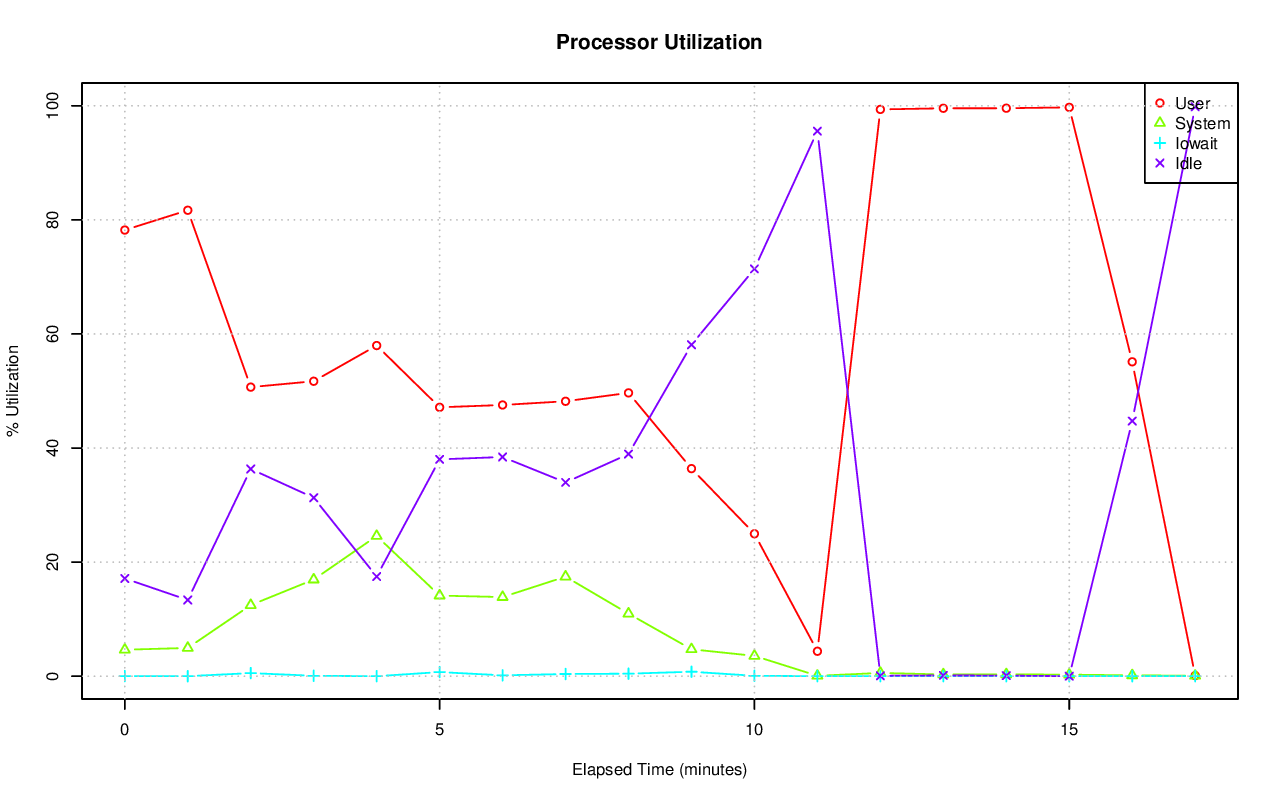 Processor Utilization
100
80
60
40
20
0
% Utilization
User
System
Iowait
Idle
0 5 10 15
Elapsed Time (minutes)